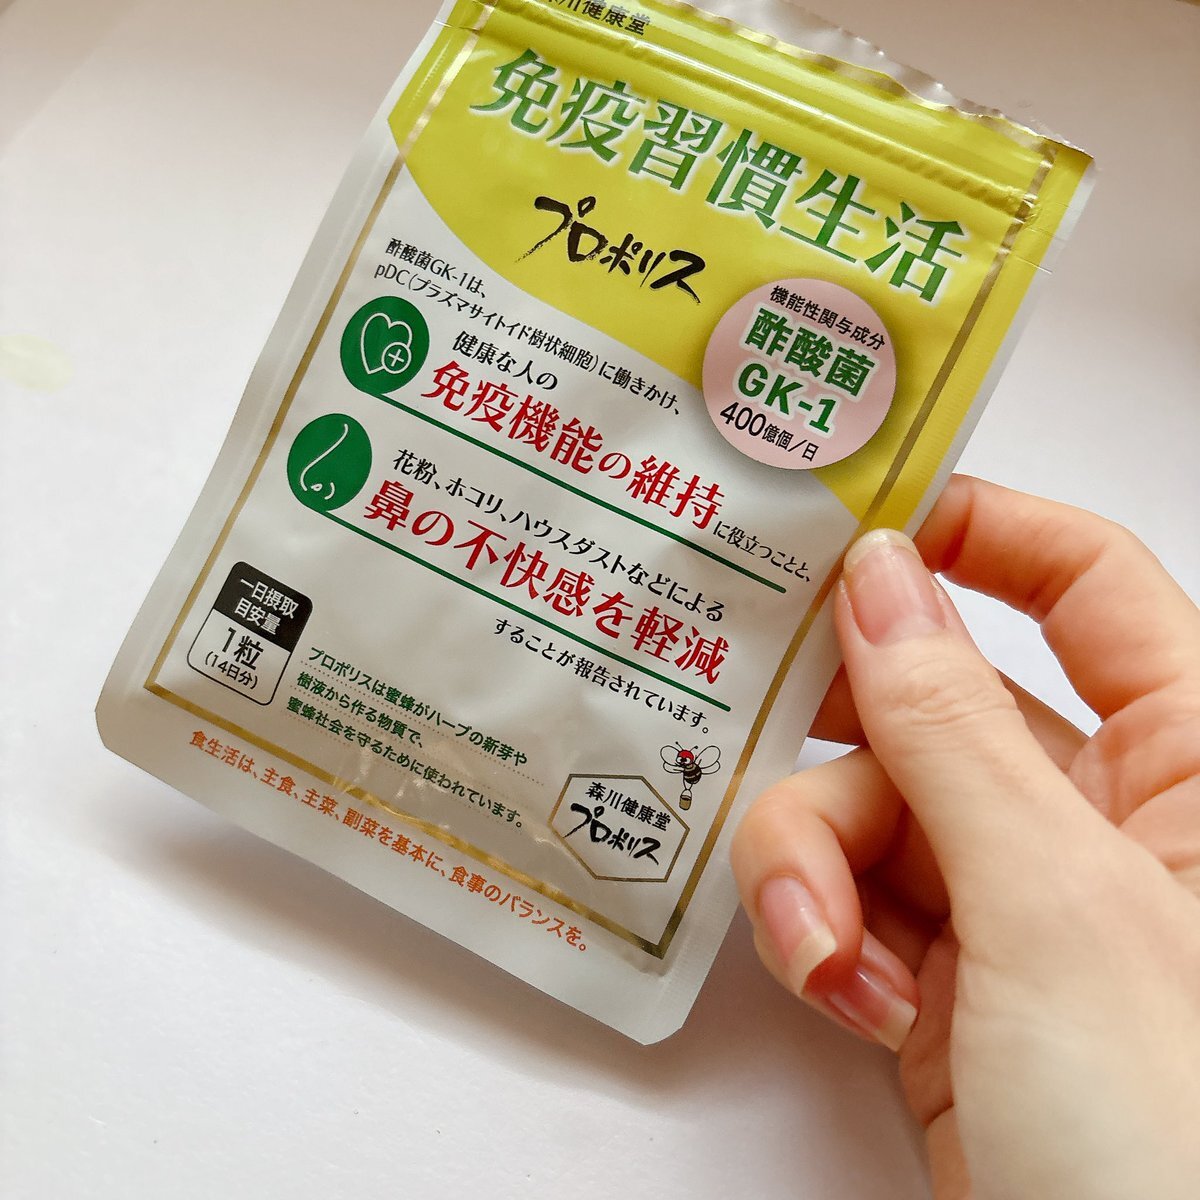 森川健康堂
免疫習慣生活
プロポリス
機能性関与成分
酢酸菌
GK-1
400億個/日
酢酸菌GK-1は、
pDC(プラズマサイトイド樹状細胞)に働きかけ、
健康な人の
免疫機能の維持に役立つことと、
花粉、ホコリ、ハウスダストなどによる
鼻の不快感を軽減
することが報告されています。
一日摂取
目安量
1粒
(14日分)
プロポリスは蜜蜂がハーブの新芽や
樹液から作る物質で、
蜜蜂社会を守るために使われています。
森川健康堂
プロポリス
食生活は、主食、主菜、副菜を基本に、食事のバランスを。